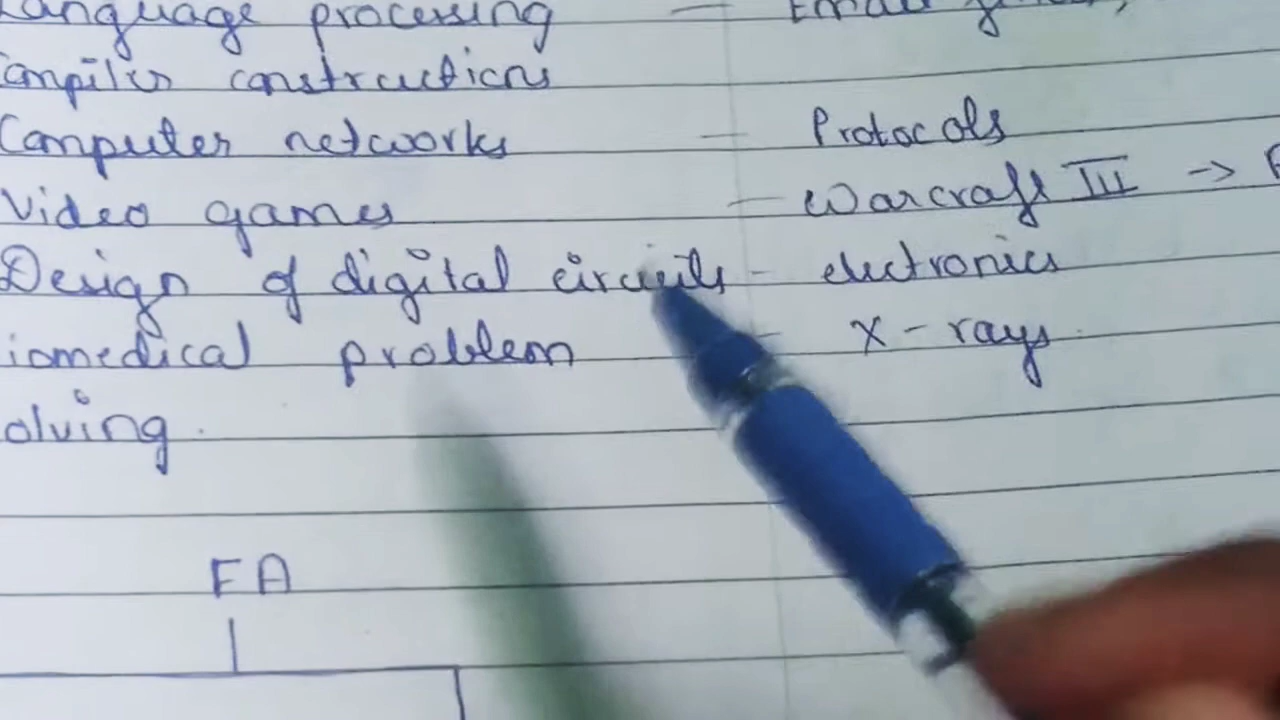 Language processing – Email
Compiler constructions
Computer networks – Protocols
Video games – Warcraft III ->
Design of digital circuits – electronics
iomedical problem – X-rays
olving.
FA